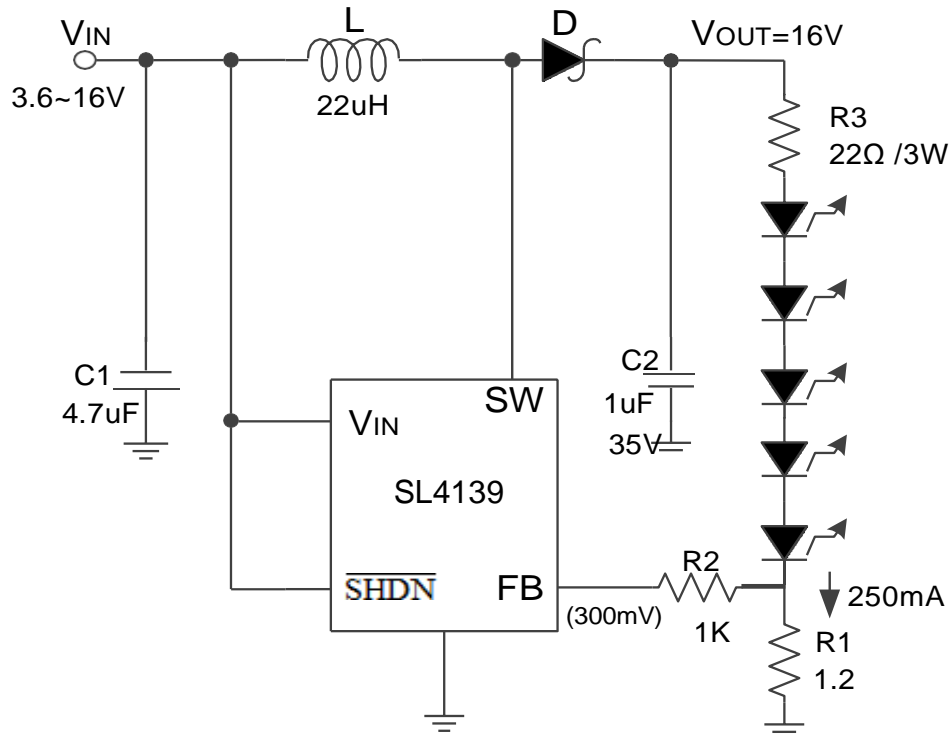 VIN
3.6~16V
L
22uH
D
VOUT=16V
R3
22Ω /3W
C1
4.7uF
C2
1uF
35V
SW
VIN
SL4139
SHDN
FB
(300mV)
R2
1K
250mA
R1
1.2